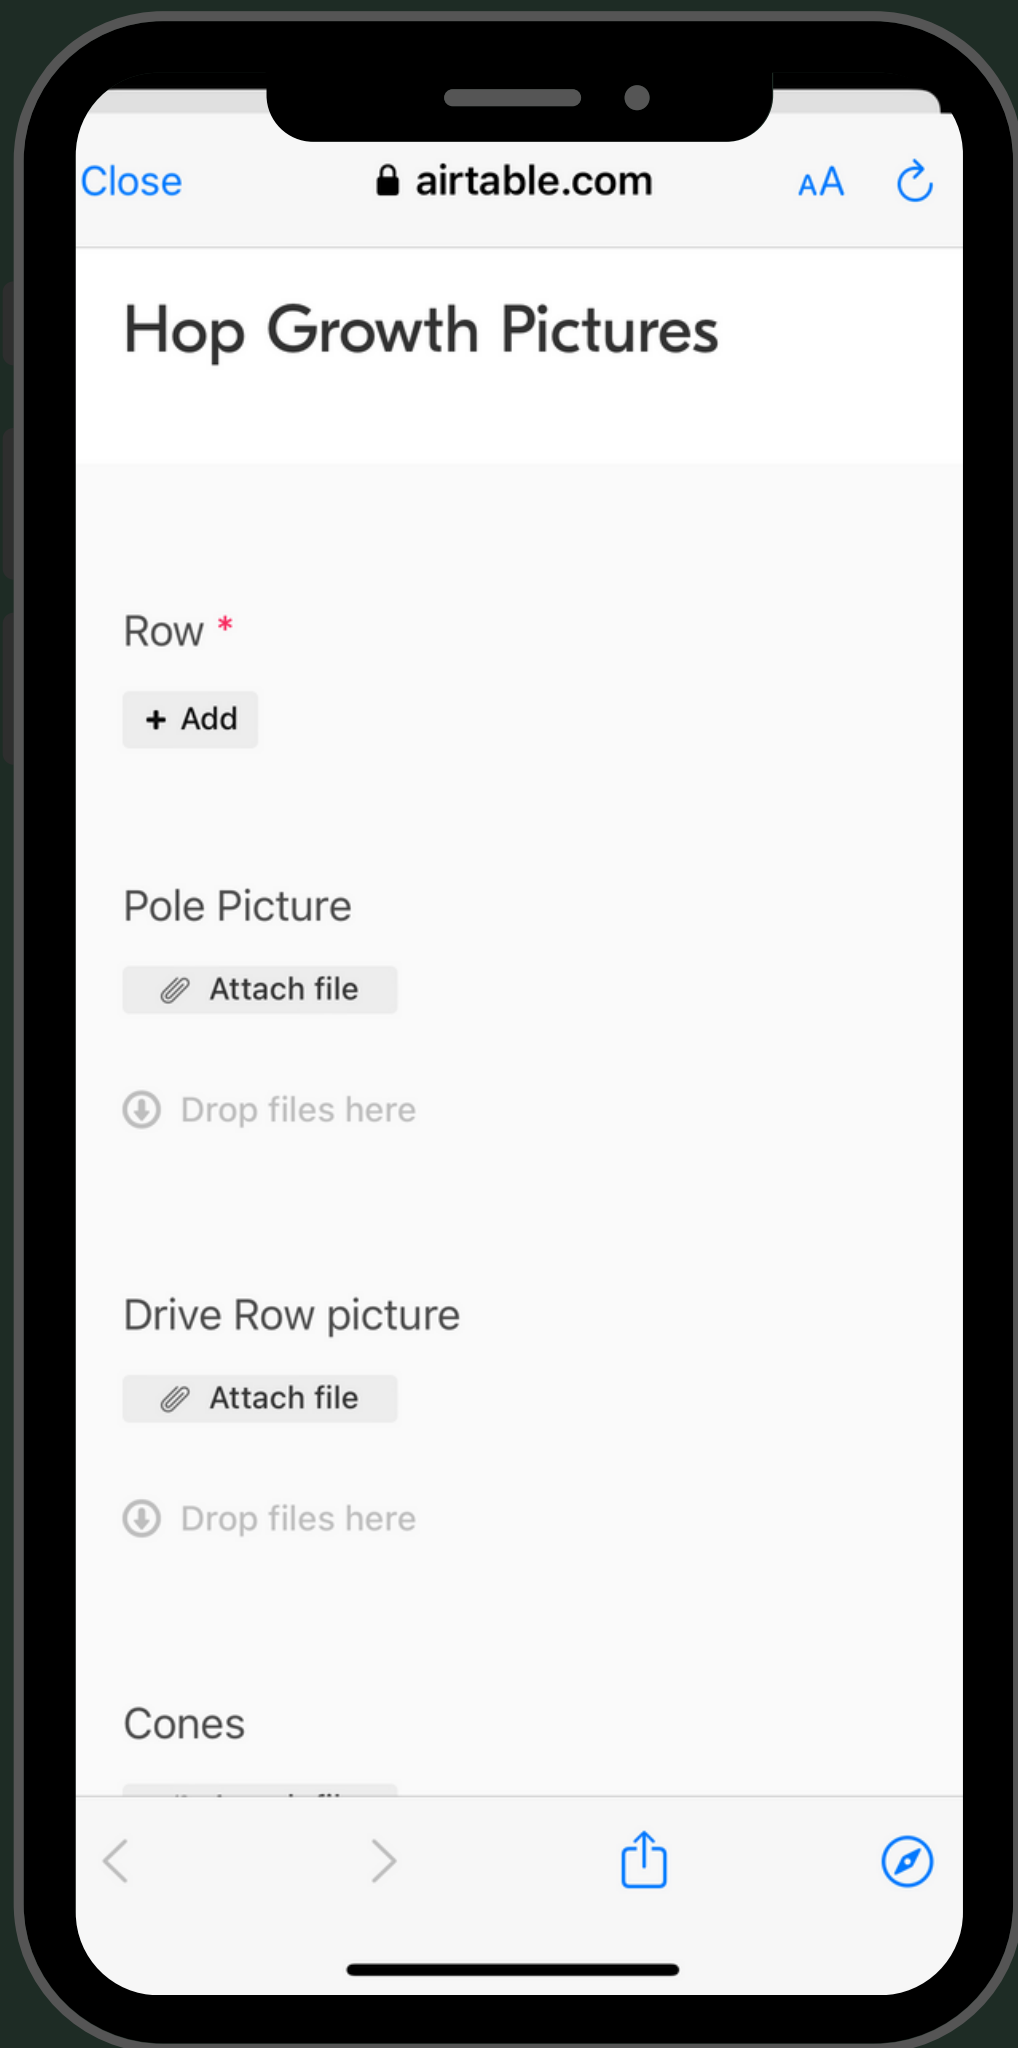 Close airtable.com AA
Hop Growth Pictures
Row *
+ Add
Pole Picture
Attach file
Drop files here
Drive Row picture
Attach file
Drop files here
Cones